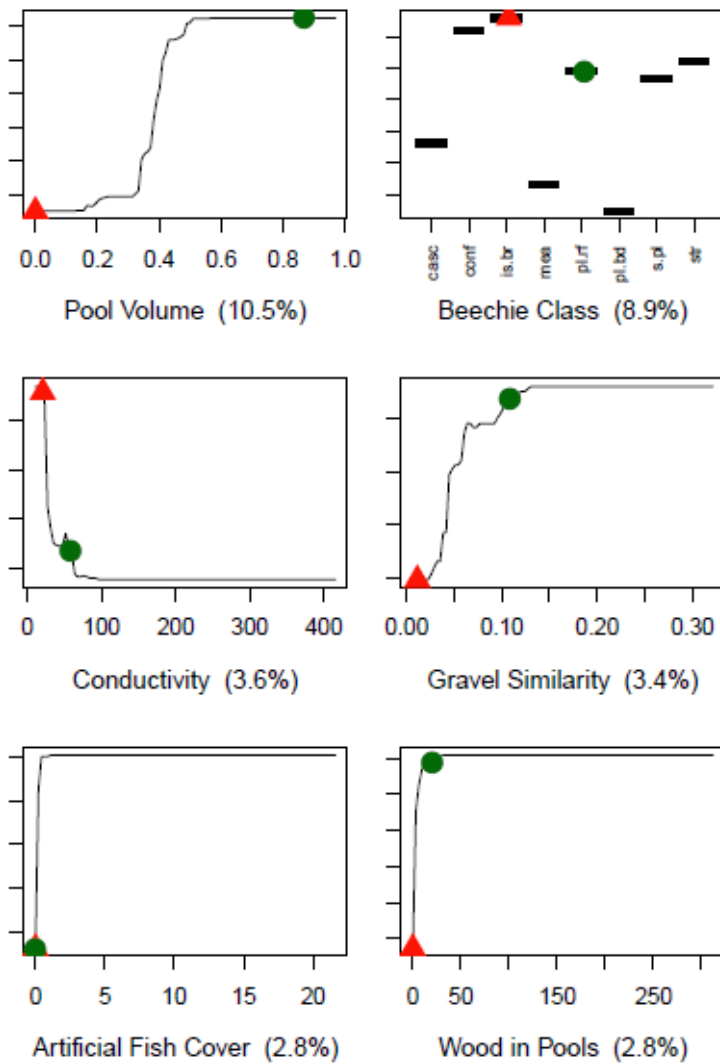 0.0 0.2 0.4 0.6 0.8 1.0
Pool Volume (10.5%)
casc conf is.br mea pl.rf pl.bd s.pl str
Beechie Class (8.9%)
0 100 200 300 400
Conductivity (3.6%)
0.00 0.10 0.20 0.30
Gravel Similarity (3.4%)
0 5 10 15 20
Artificial Fish Cover (2.8%)
0 50 150 250
Wood in Pools (2.8%)